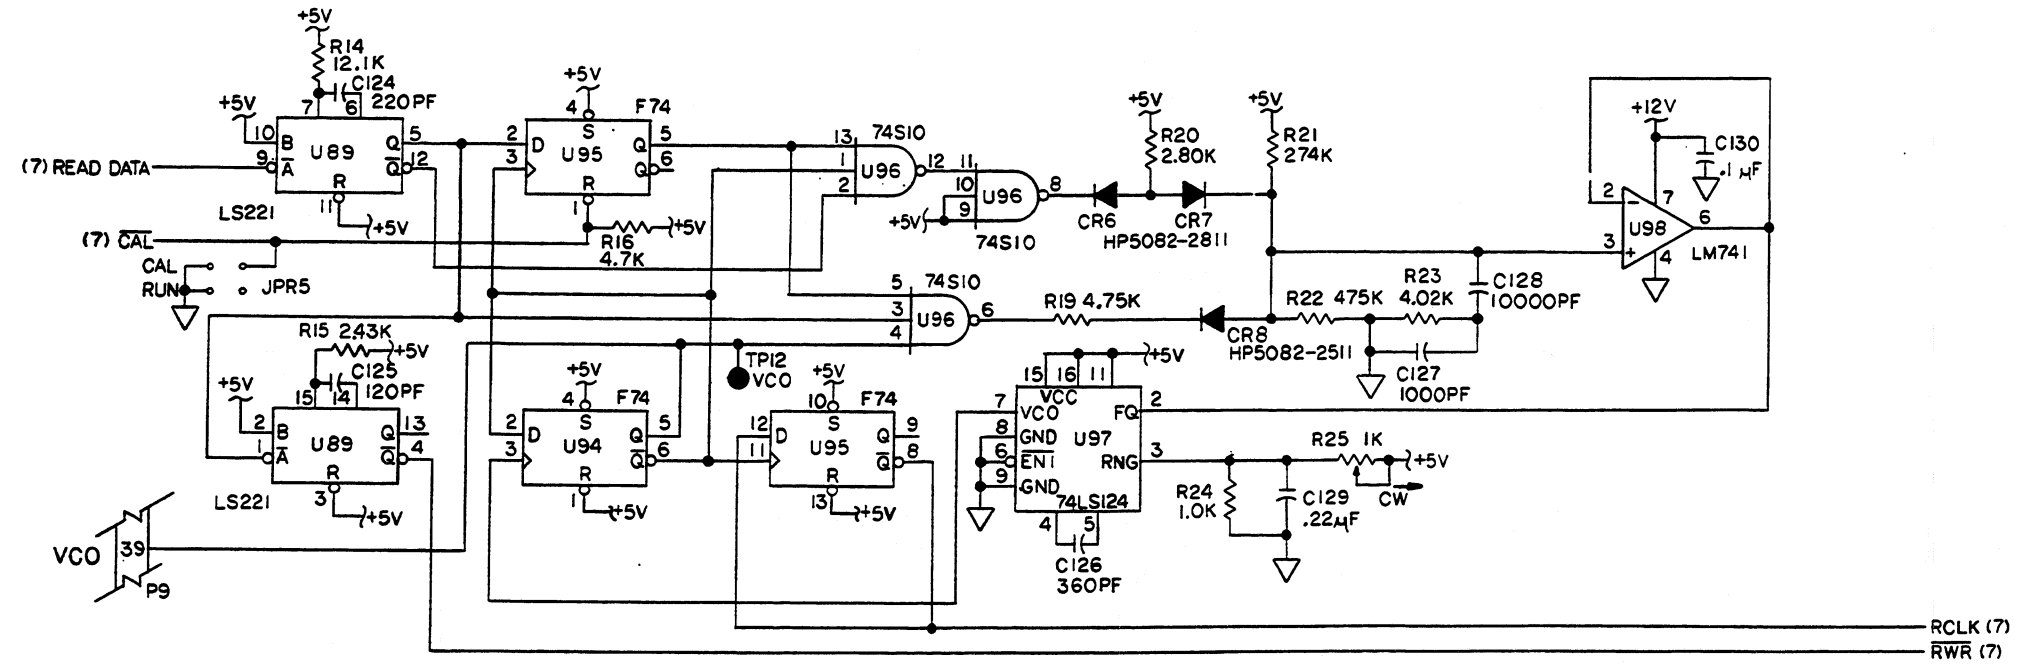 +5V
R14
12.1K
C124
220PF
7 6
+5V
10 B Q 5
U89
(7) READ DATA 9 A Q 12
R
11
LS221
+5V
(7) CAL
CAL
RUN
JPR5
+5V
4
F74
S
2 D Q 5
3 U95
Q 6
R
1
R16
4.7K
+5V
74S10
13
1 U96 12
2
11
10 U96 8
9
+5V
74S10
+5V
R20
2.80K
CR6 CR7
HP5082-2811
+5V
R21
274K
+12V
C130
.1 µF
2 - 7
U98 6
3 + 4
LM741
74S10
5
3 U96 6
4
R19 4.75K
CR8
HP5082-2511
R22 475K
R23
4.02K
C128
10000PF
C127
1000PF
R15 2.43K
+5V
C125
120PF
+5V
15 14
2 B Q 13
U89
1 A Q 4
R
3
LS221
+5V
TP12
VCO
+5V
4
F74
S
2 D Q 5
U94
3 Q 6
R
1
+5V
+5V
10
F74
S
12 D Q 9
U95
11 Q 8
R
13
+5V
+5V
15 16 11
VCC
7 VCO FQ 2
8 GND U97
6 EN1 RNG 3
9 GND
74LS124
4 5
C126
360PF
R25 1K
+5V
CW
R24
1.0K
C129
.22µF
VCO 39
P9
RCLK (7)
RWR (7)